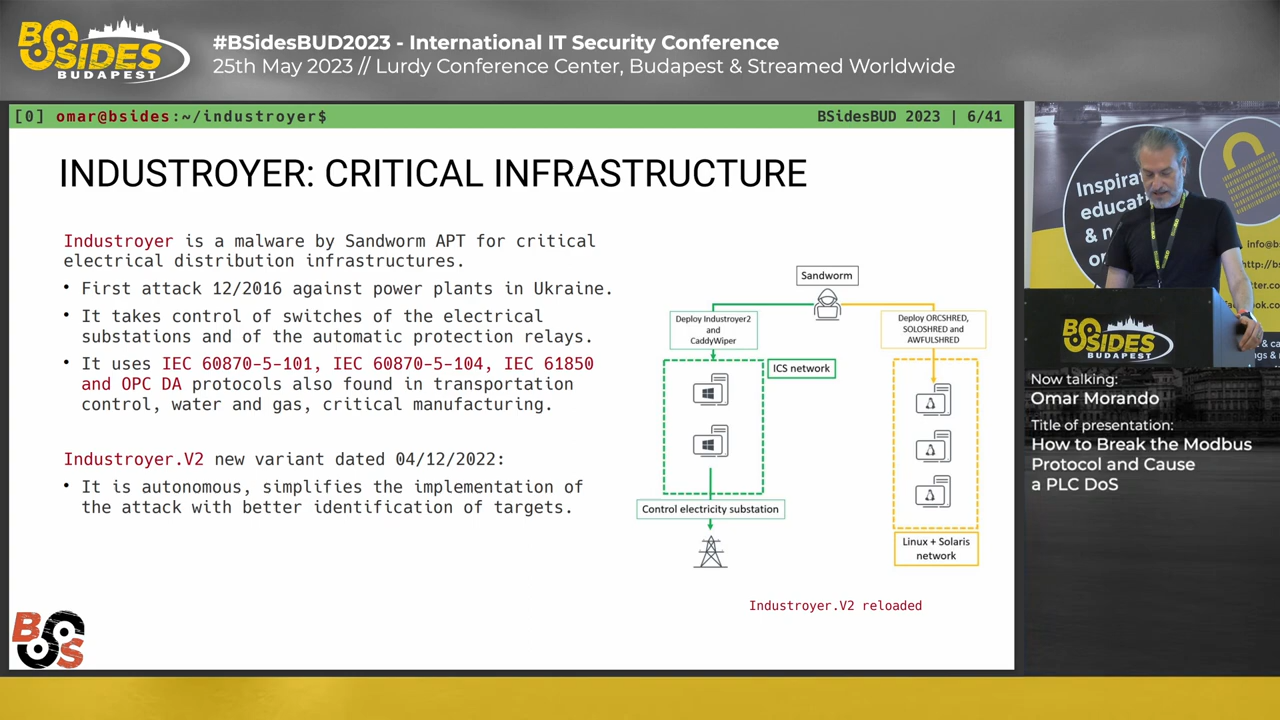 BSIDES
BUDAPEST
#BSidesBUD2023 - International IT Security Conference
25th May 2023 // Lurdy Conference Center, Budapest & Streamed Worldwide
[0] omar@bsides:~/industroyer$
BSidesBUD 2023 | 6/41
INDUSTROYER: CRITICAL INFRASTRUCTURE
Industroyer is a malware by Sandworm APT for critical
electrical distribution infrastructures.
• First attack 12/2016 against power plants in Ukraine.
• It takes control of switches of the electrical
substations and of the automatic protection relays.
• It uses IEC 60870-5-101, IEC 60870-5-104, IEC 61850
and OPC DA protocols also found in transportation
control, water and gas, critical manufacturing.
Industroyer.V2 new variant dated 04/12/2022:
• It is autonomous, simplifies the implementation of
the attack with better identification of targets.
Sandworm
Deploy Industroyer2
and
CaddyWiper
Deploy ORCSHRED,
SOLOSHRED and
AWFULSHRED
ICS network
Control electricity substation
Linux + Solaris
network
Industroyer.V2 reloaded
BSIDES
BUDAPEST
Now talking:
Omar Morando
Title of presentation:
How to Break the Modbus
Protocol and Cause
a PLC DoS